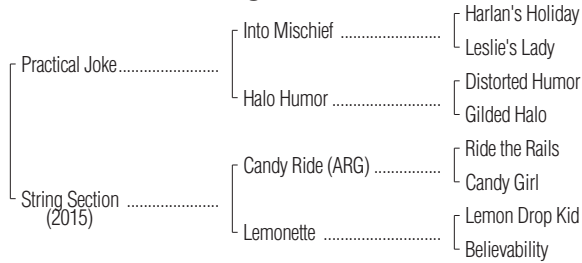 Harlan's Holiday
Into Mischief ....................
Leslie's Lady
Practical Joke....................
Distorted Humor
Halo Humor .....................
Gilded Halo
Ride the Rails
Candy Ride (ARG) .............
Candy Girl
String Section ..................
(2015)
Lemon Drop Kid
Lemonette .......................
Believability